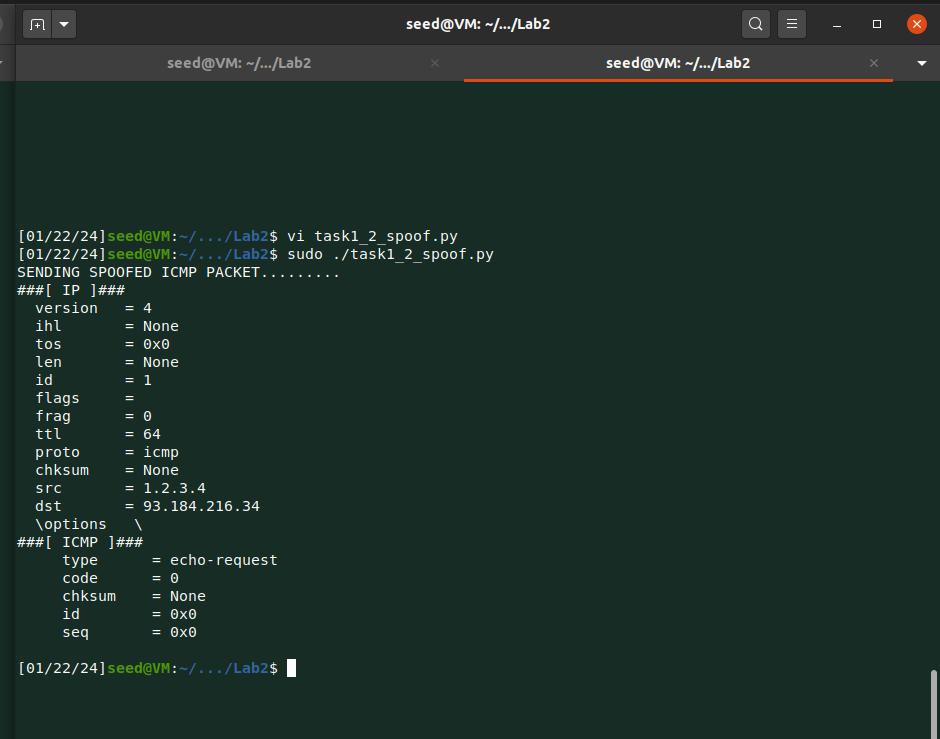 seed@VM: ~/.../Lab2
seed@VM: ~/.../Lab2 seed@VM: ~/.../Lab2
[01/22/24]seed@VM:~/.../Lab2$ vi task1_2_spoof.py
[01/22/24]seed@VM:~/.../Lab2$ sudo ./task1_2_spoof.py
SENDING SPOOFED ICMP PACKET.........
###[ IP ]###
  version   = 4
  ihl       = None
  tos       = 0x0
  len       = None
  id        = 1
  flags     =
  frag      = 0
  ttl       = 64
  proto     = icmp
  chksum    = None
  src       = 1.2.3.4
  dst       = 93.184.216.34
  \options   \
###[ ICMP ]###
     type      = echo-request
     code      = 0
     chksum    = None
     id        = 0x0
     seq       = 0x0
[01/22/24]seed@VM:~/.../Lab2$